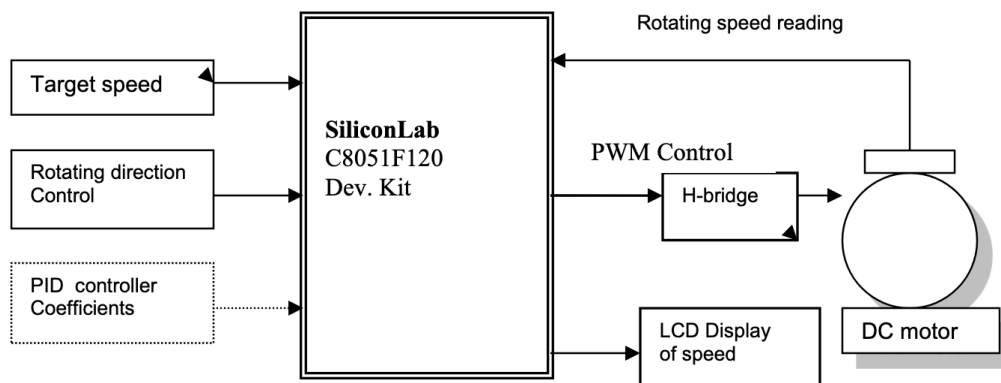 Rotating speed reading
Target speed
SiliconLab
C8051F120
Dev. Kit
PWM Control
Rotating direction
Control
H-bridge
PID controller
Coefficients
LCD Display
of speed
DC motor